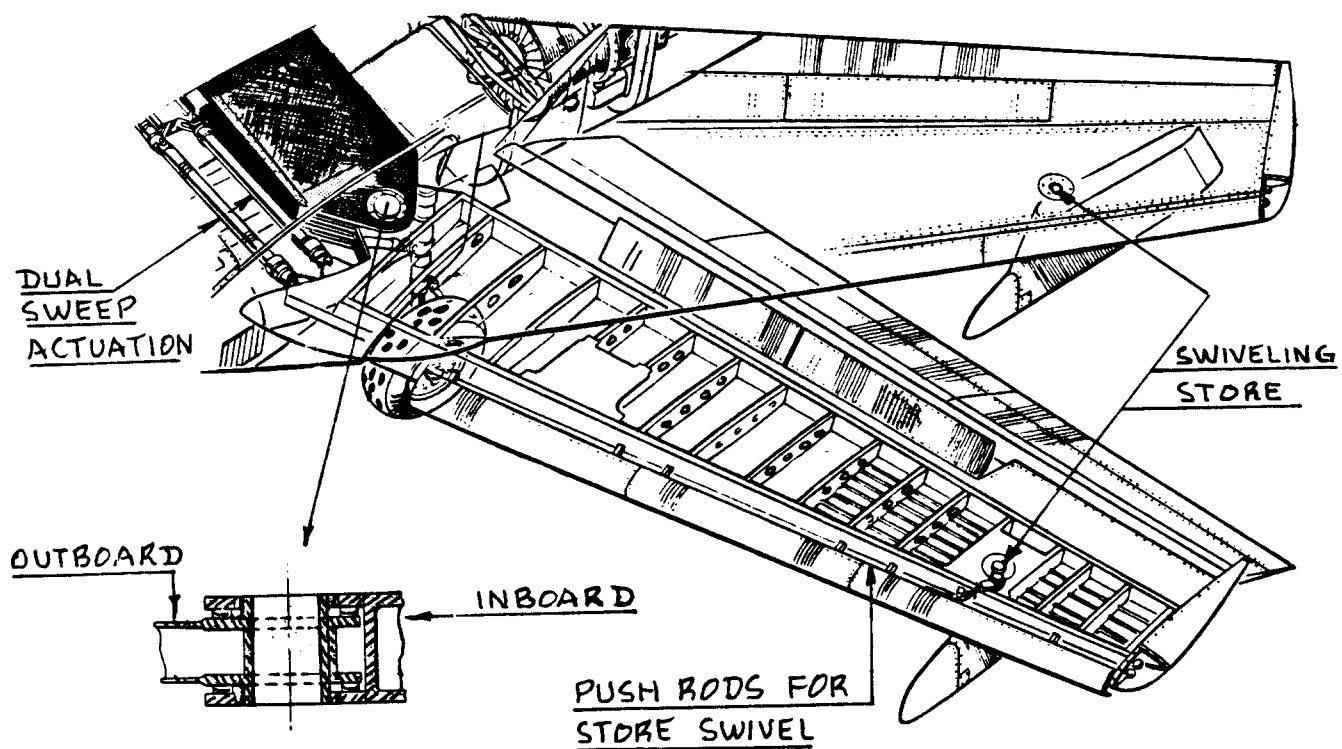 DUAL
SWEEP
ACTUATION
SWIVELING
STORE
OUTBOARD
INBOARD
PUSH RODS FOR
STORE SWIVEL